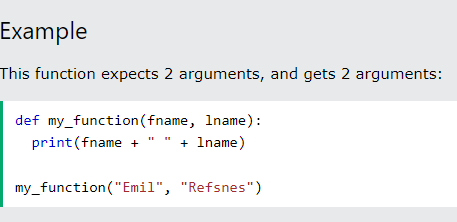 Example
This function expects 2 arguments, and gets 2 arguments:
def my_function(fname, lname):
  print(fname + " " + lname)
my_function("Emil", "Refsnes")